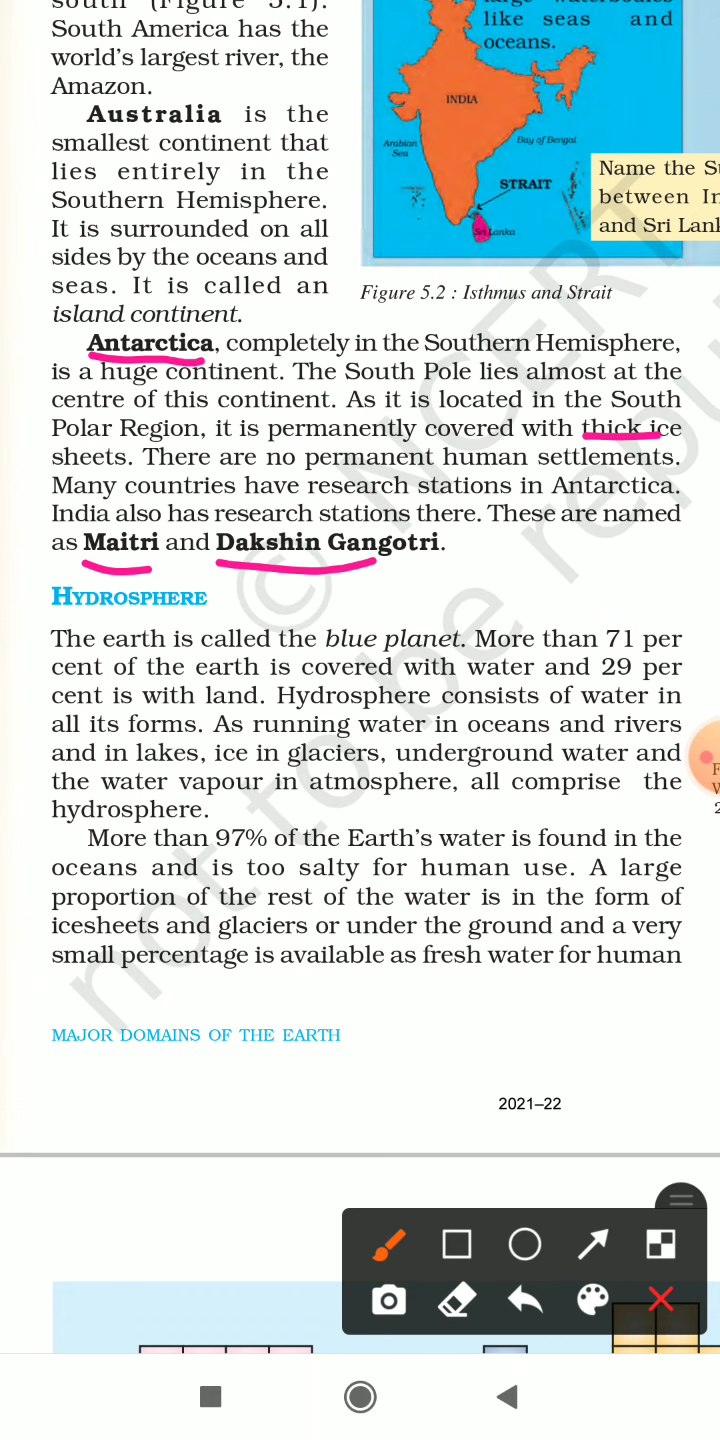 South America has the
world's largest river, the
Amazon.
Australia is the
smallest continent that
lies entirely in the
Southern Hemisphere.
It is surrounded on all
sides by the oceans and
seas. It is called an
island continent.
like seas and
oceans.
INDIA
Arabian
Sea
Bay of Bengal
STRAIT
Sri Lanka
Name the St
between In
and Sri Lank
Figure 5.2 : Isthmus and Strait
Antarctica, completely in the Southern Hemisphere,
is a huge continent. The South Pole lies almost at the
centre of this continent. As it is located in the South
Polar Region, it is permanently covered with thick ice
sheets. There are no permanent human settlements.
Many countries have research stations in Antarctica.
India also has research stations there. These are named
as Maitri and Dakshin Gangotri.
HYDROSPHERE
The earth is called the blue planet. More than 71 per
cent of the earth is covered with water and 29 per
cent is with land. Hydrosphere consists of water in
all its forms. As running water in oceans and rivers
and in lakes, ice in glaciers, underground water and
the water vapour in atmosphere, all comprise the
hydrosphere.
More than 97% of the Earth's water is found in the
oceans and is too salty for human use. A large
proportion of the rest of the water is in the form of
icesheets and glaciers or under the ground and a very
small percentage is available as fresh water for human
MAJOR DOMAINS OF THE EARTH
2021–22
© NCERT
not to be repu